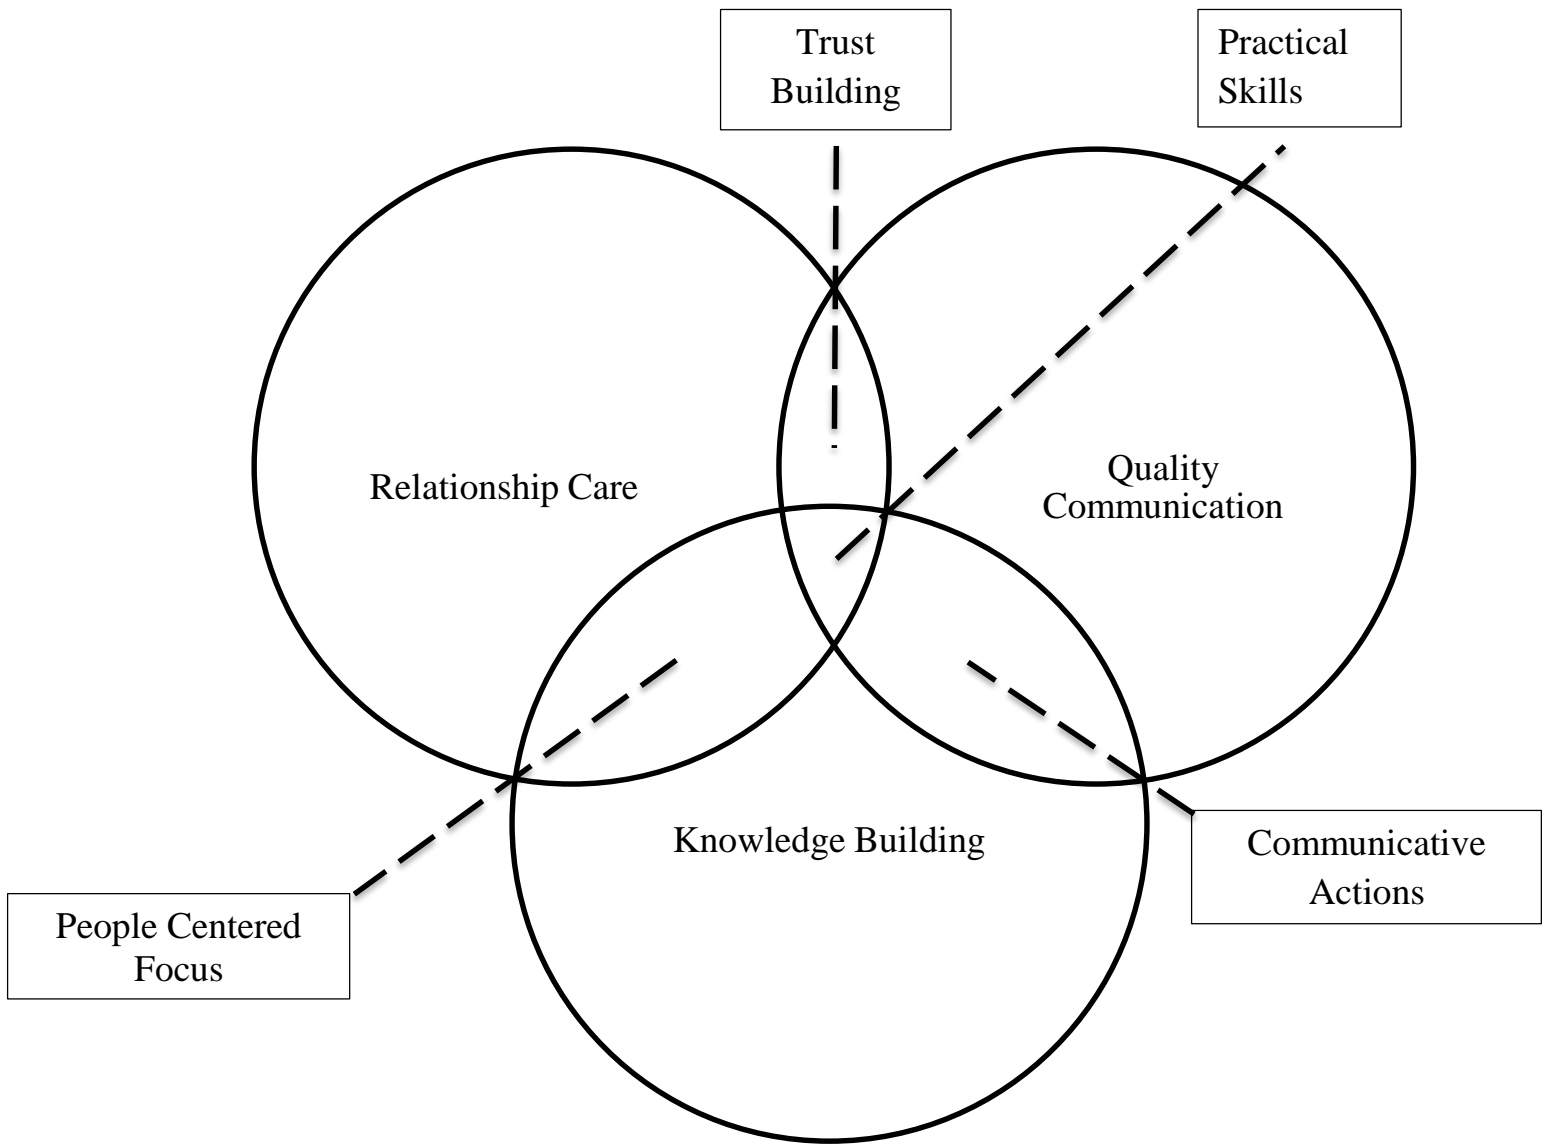 Trust
Building
Practical
Skills
Relationship Care
Quality
Communication
Knowledge Building
Communicative
Actions
People Centered
Focus